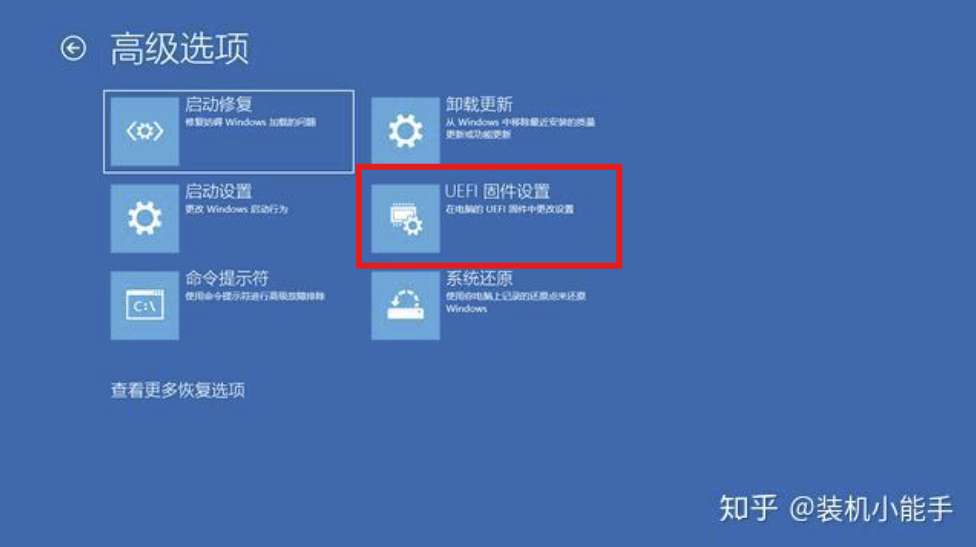 高级选项
启动修复
修复妨碍 Windows 加载的问题
卸载更新
从 Windows 中移除最近安装的质量
更新或功能更新
启动设置
更改 Windows 启动行为
UEFI 固件设置
在电脑的 UEFI 固件中更改设置
命令提示符
使用命令提示符进行高级故障排除
C:\
系统还原
使用你电脑上记录的还原点来还原
Windows
查看更多恢复选项
知乎 @装机小能手